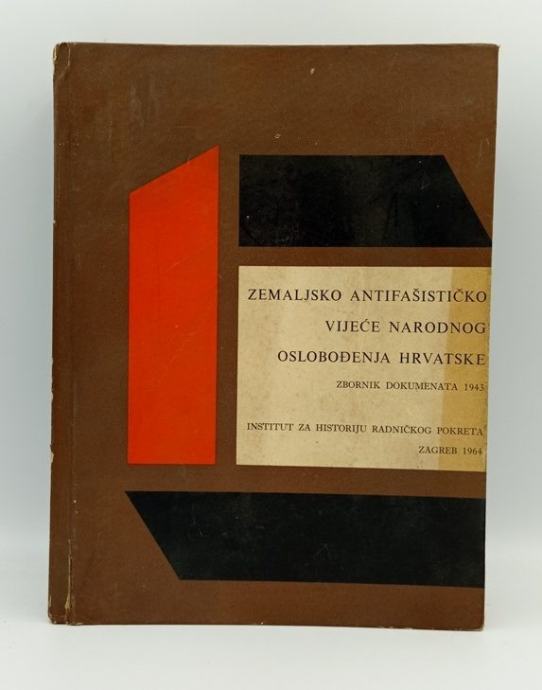 ZEMALJSKO ANTIFAŠISTIČKO
VIJEĆE NARODNOG
OSLOBOĐENJA HRVATSKE
ZBORNIK DOKUMENATA 1943
INSTITUT ZA HISTORIJU RADNIČKOG POKRETA
ZAGREB 1964